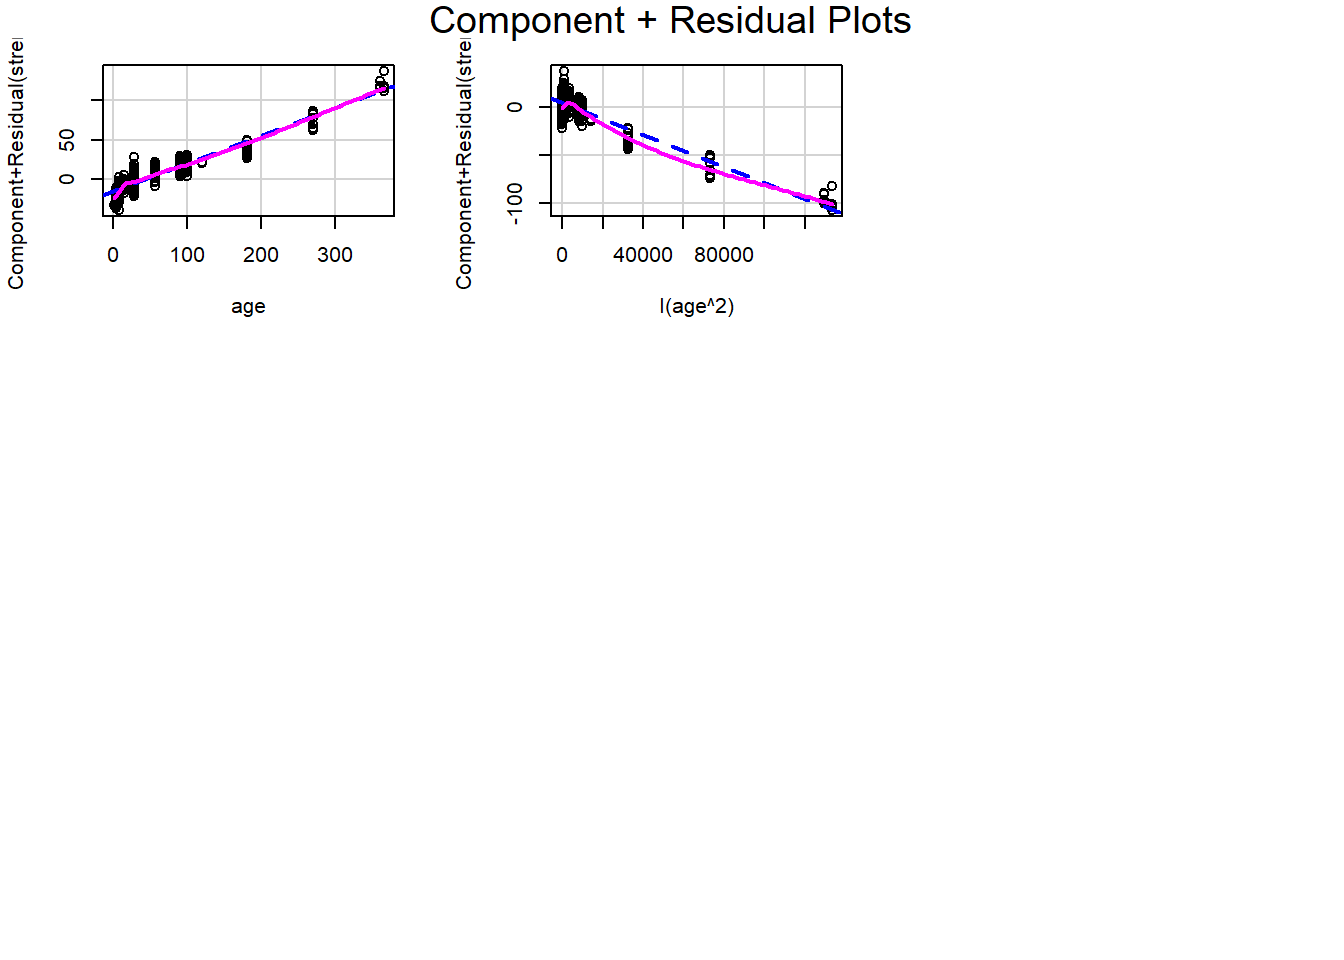 Component + Residual Plots
Component+Residual(stre
50
0
0 100 200 300
age
Component+Residual(stre
0
-100
0 40000 80000
I(age^2)